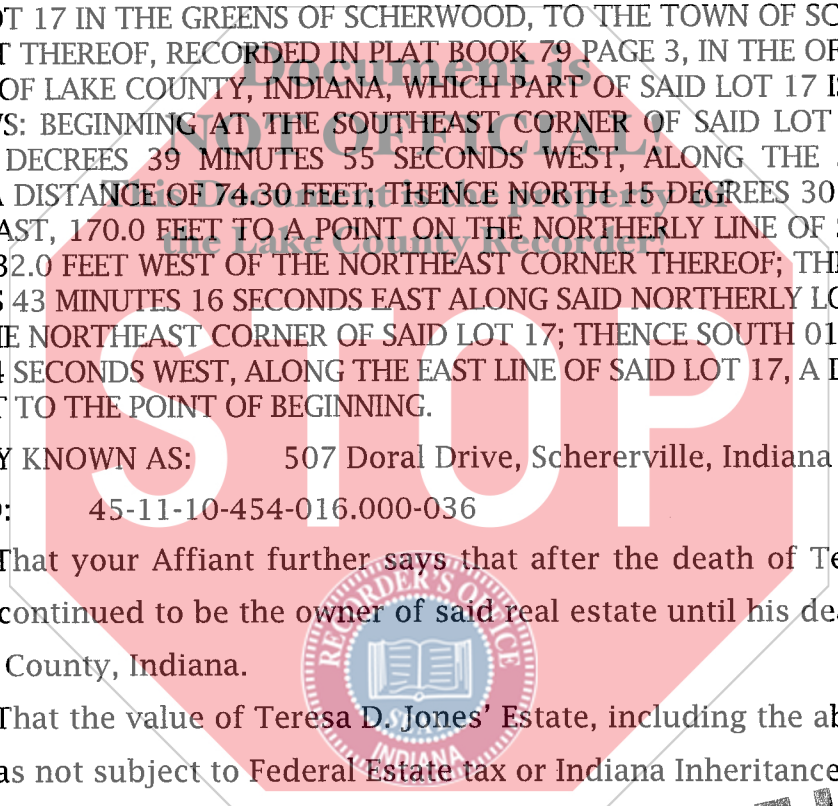 OT 17 IN THE GREENS OF SCHERWOOD, TO THE TOWN OF SC
T THEREOF, RECORDED IN PLAT BOOK 79 PAGE 3, IN THE OF
Document is
OF LAKE COUNTY, INDIANA, WHICH PART OF SAID LOT 17 I
'S: BEGINNING AT THE SOUTHEAST CORNER OF SAID LOT
NOT OFFICIAL!
DECREES 39 MINUTES 55 SECONDS WEST, ALONG THE
A DISTANCE OF 74.30 FEET; THENCE NORTH 15 DEGREES 30
This Document is the property of
AST, 170.0 FEET TO A POINT ON THE NORTHERLY LINE OF
the Lake County Recorder!
32.0 FEET WEST OF THE NORTHEAST CORNER THEREOF; THE
S 43 MINUTES 16 SECONDS EAST ALONG SAID NORTHERLY LO
HE NORTHEAST CORNER OF SAID LOT 17; THENCE SOUTH 01
4 SECONDS WEST, ALONG THE EAST LINE OF SAID LOT 17, A D
T TO THE POINT OF BEGINNING.
STOP
Y KNOWN AS: 507 Doral Drive, Schererville, Indiana
: 45-11-10-454-016.000-036
That your Affiant further says that after the death of Te
continued to be the owner of said real estate until his dea
County, Indiana.
That the value of Teresa D. Jones' Estate, including the ab
as not subject to Federal Estate tax or Indiana Inheritance
RECORDER'S OFFICE
SEAL
INDIANA